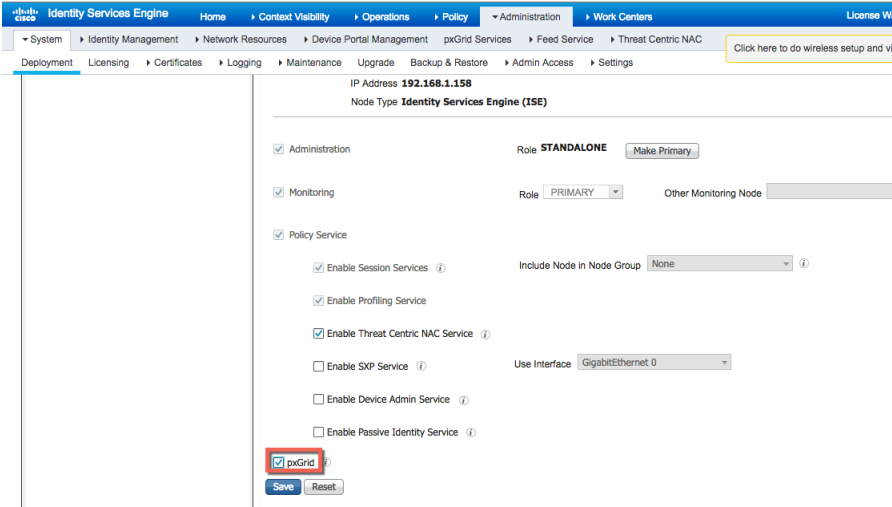 cisco Identity Services Engine Home Context Visibility Operations Policy Administration Work Centers License W
System Identity Management Network Resources Device Portal Management pxGrid Services Feed Service Threat Centric NAC
Click here to do wireless setup and vi
Deployment Licensing Certificates Logging Maintenance Upgrade Backup & Restore Admin Access Settings
IP Address 192.168.1.158
Node Type Identity Services Engine (ISE)
Administration Role STANDALONE Make Primary
Monitoring Role PRIMARY Other Monitoring Node
Policy Service
Enable Session Services Include Node in Node Group None
Enable Profiling Service
Enable Threat Centric NAC Service
Enable SXP Service Use Interface GigabitEthernet 0
Enable Device Admin Service
Enable Passive Identity Service
pxGrid
Save Reset